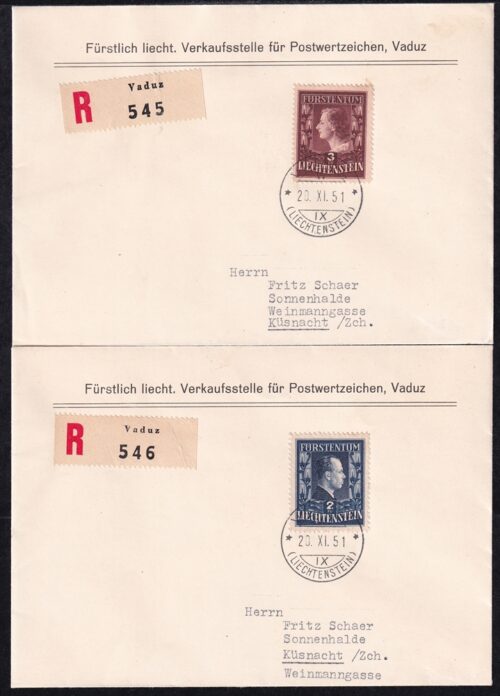 Fürstlich liecht. Verkaufsstelle für Postwertzeichen, Vaduz
R
Vaduz
545
FÜRSTENTUM
3
LIECHTENSTEIN
20. XI. 51
IX
(LIECHTENSTEIN)
Herrn
Fritz Schaer
Sonnenhalde
Weinmanngasse
Küsnacht /Zch.
Fürstlich liecht. Verkaufsstelle für Postwertzeichen, Vaduz
R
Vaduz
546
FÜRSTENTUM
2
LIECHTENSTEIN
20. XI. 51
IX
(LIECHTENSTEIN)
Herrn
Fritz Schaer
Sonnenhalde
Küsnacht /Zch.
Weinmanngasse